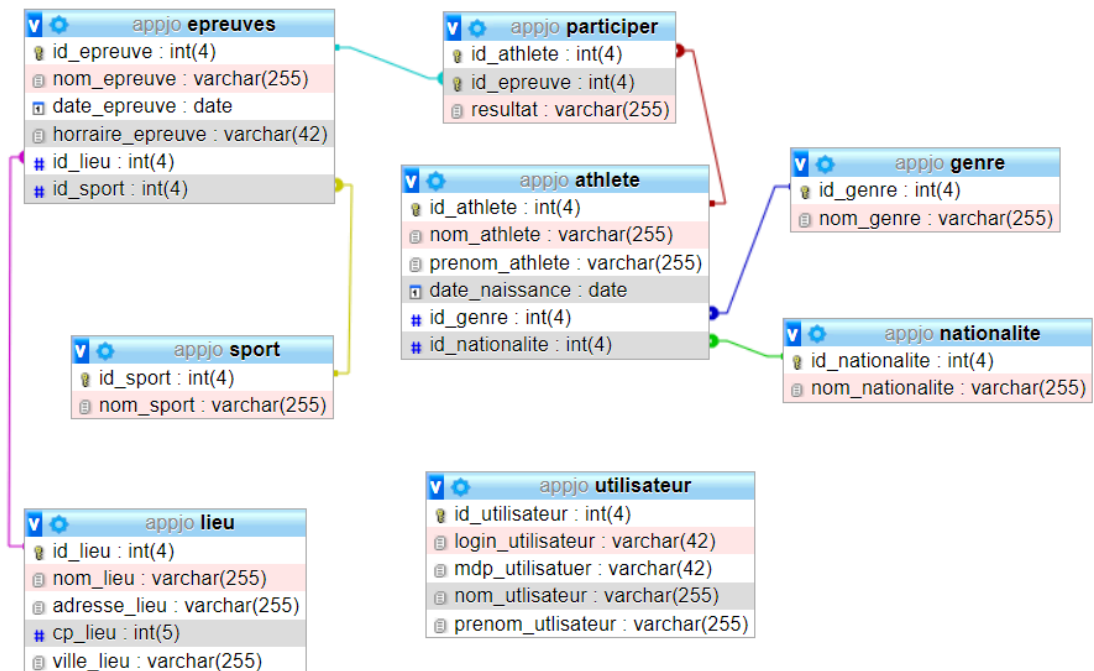 appjo epreuves
id_epreuve : int(4)
nom_epreuve : varchar(255)
date_epreuve : date
horraire_epreuve : varchar(42)
id_lieu : int(4)
id_sport : int(4)
appjo participer
id_athlete : int(4)
id_epreuve : int(4)
resultat : varchar(255)
appjo athlete
id_athlete : int(4)
nom_athlete : varchar(255)
prenom_athlete : varchar(255)
date_naissance : date
id_genre : int(4)
id_nationalite : int(4)
appjo genre
id_genre : int(4)
nom_genre : varchar(255)
appjo sport
id_sport : int(4)
nom_sport : varchar(255)
appjo nationalite
id_nationalite : int(4)
nom_nationalite : varchar(255)
appjo lieu
id_lieu : int(4)
nom_lieu : varchar(255)
adresse_lieu : varchar(255)
cp_lieu : int(5)
ville_lieu : varchar(255)
appjo utilisateur
id_utilisateur : int(4)
login_utilisateur : varchar(42)
mdp_utilisatuer : varchar(42)
nom_utlisateur : varchar(255)
prenom_utlisateur : varchar(255)